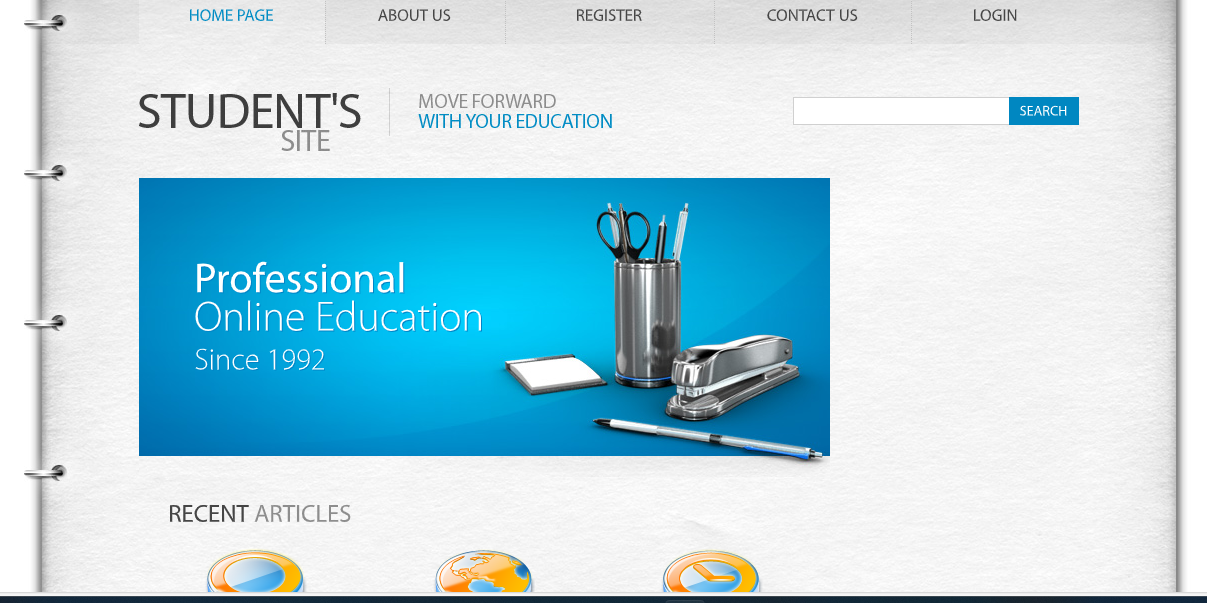 HOME PAGE
ABOUT US
REGISTER
CONTACT US
LOGIN
STUDENT'S
SITE
MOVE FORWARD
WITH YOUR EDUCATION
SEARCH
Professional
Online Education
Since 1992
RECENT ARTICLES